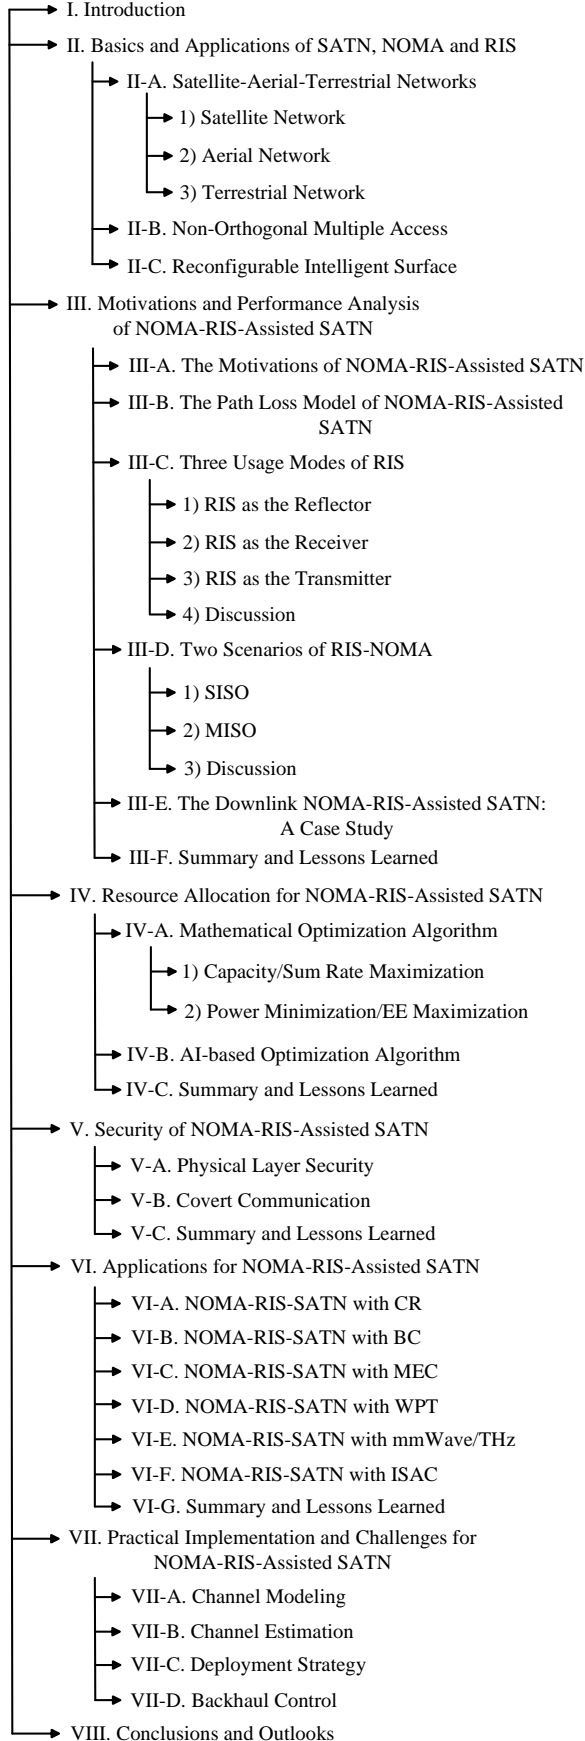 I. Introduction
II. Basics and Applications of SATN, NOMA and RIS
II-A. Satellite-Aerial-Terrestrial Networks
1) Satellite Network
2) Aerial Network
3) Terrestrial Network
II-B. Non-Orthogonal Multiple Access
II-C. Reconfigurable Intelligent Surface
III. Motivations and Performance Analysis
of NOMA-RIS-Assisted SATN
III-A. The Motivations of NOMA-RIS-Assisted SATN
III-B. The Path Loss Model of NOMA-RIS-Assisted
SATN
III-C. Three Usage Modes of RIS
1) RIS as the Reflector
2) RIS as the Receiver
3) RIS as the Transmitter
4) Discussion
III-D. Two Scenarios of RIS-NOMA
1) SISO
2) MISO
3) Discussion
III-E. The Downlink NOMA-RIS-Assisted SATN:
A Case Study
III-F. Summary and Lessons Learned
IV. Resource Allocation for NOMA-RIS-Assisted SATN
IV-A. Mathematical Optimization Algorithm
1) Capacity/Sum Rate Maximization
2) Power Minimization/EE Maximization
IV-B. AI-based Optimization Algorithm
IV-C. Summary and Lessons Learned
V. Security of NOMA-RIS-Assisted SATN
V-A. Physical Layer Security
V-B. Covert Communication
V-C. Summary and Lessons Learned
VI. Applications for NOMA-RIS-Assisted SATN
VI-A. NOMA-RIS-SATN with CR
VI-B. NOMA-RIS-SATN with BC
VI-C. NOMA-RIS-SATN with MEC
VI-D. NOMA-RIS-SATN with WPT
VI-E. NOMA-RIS-SATN with mmWave/THz
VI-F. NOMA-RIS-SATN with ISAC
VI-G. Summary and Lessons Learned
VII. Practical Implementation and Challenges for
NOMA-RIS-Assisted SATN
VII-A. Channel Modeling
VII-B. Channel Estimation
VII-C. Deployment Strategy
VII-D. Backhaul Control
VIII. Conclusions and Outlooks